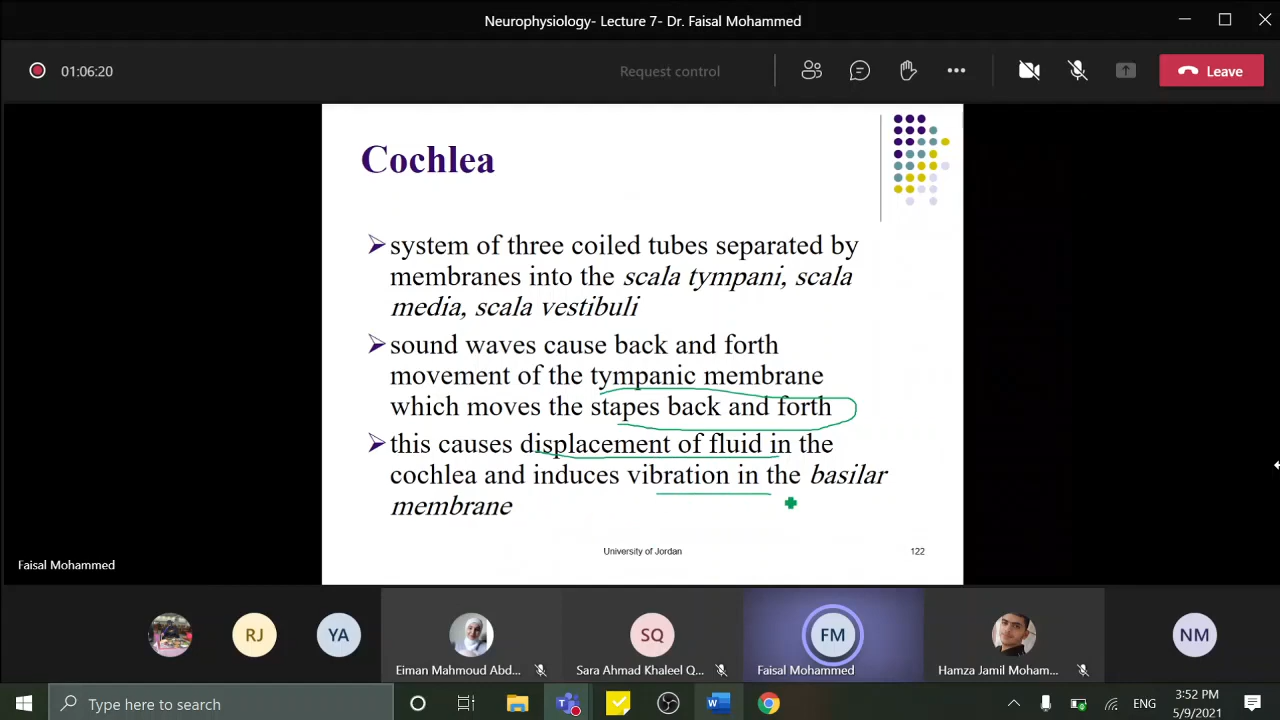 Neurophysiology- Lecture 7- Dr. Faisal Mohammed
01:06:20
Request control
Leave
Cochlea
system of three coiled tubes separated by
membranes into the scala tympani, scala
media, scala vestibuli
sound waves cause back and forth
movement of the tympanic membrane
which moves the stapes back and forth
this causes displacement of fluid in the
cochlea and induces vibration in the basilar
membrane
University of Jordan
122
Faisal Mohammed
RJ
YA
Eiman Mahmoud Abd...
SQ
Sara Ahmad Khaleel Q...
FM
Faisal Mohammed
Hamza Jamil Moham...
NM
Type here to search
ENG
3:52 PM
5/9/2021